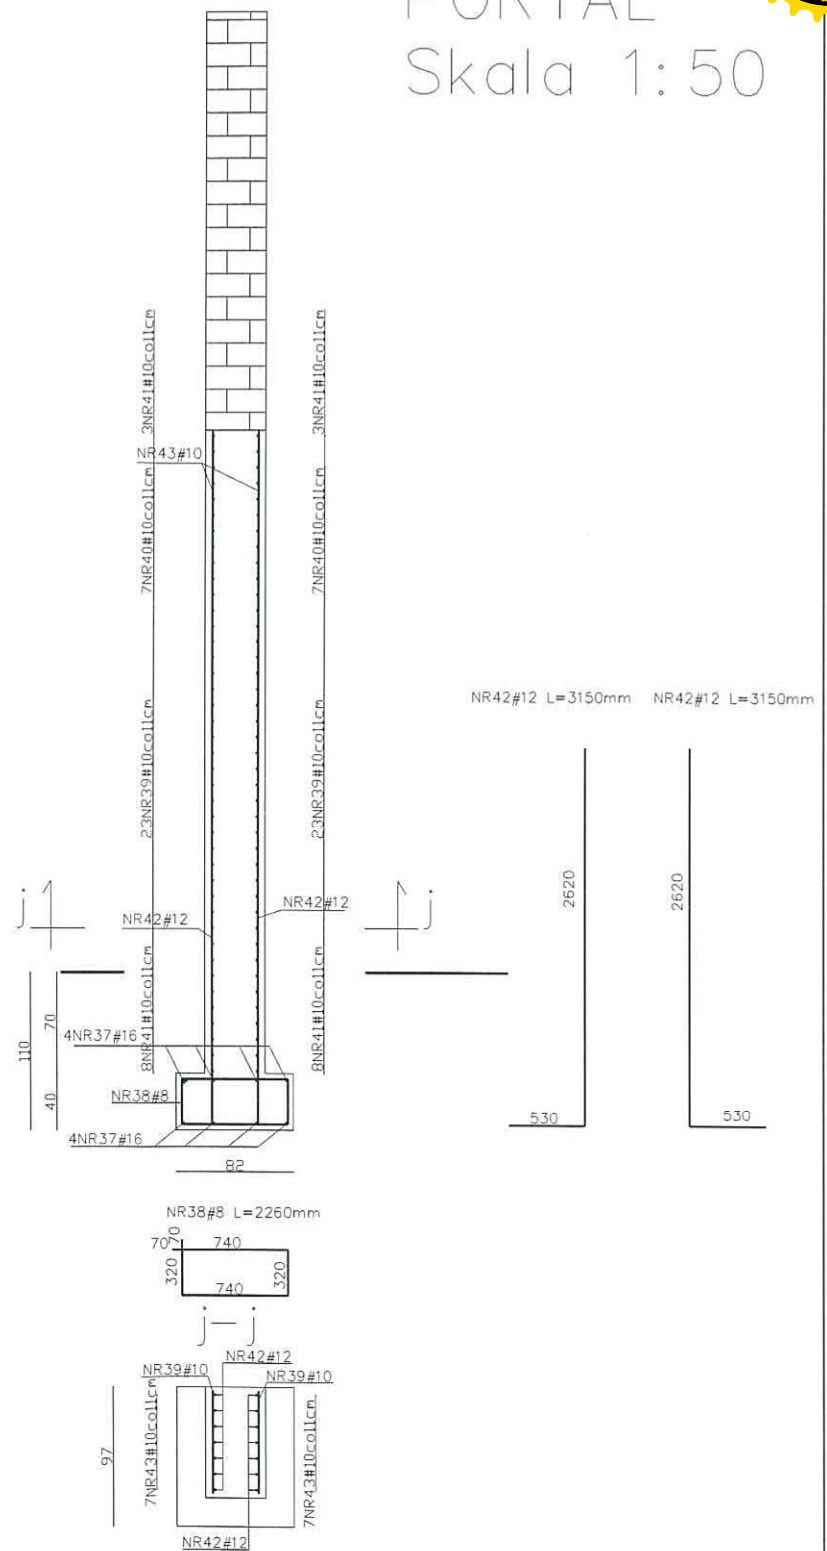 PORTAL
Skala 1:50
3NR41#10co11cm
3NR41#10co11cm
NR43#10
7NR40#10co11cm
7NR40#10co11cm
NR42#12 L=3150mm
NR42#12 L=3150mm
23NR39#10co11cm
23NR39#10co11cm
2620
2620
j
j
NR42#12
NR42#12
8NR41#10co11cm
8NR41#10co11cm
110
70
4NR37#16
40
NR38#8
530
530
4NR37#16
82
NR38#8 L=2260mm
70
70
740
320
320
740
j-j
NR42#12
NR39#10
NR39#10
97
7NR43#10co11cm
7NR43#10co11cm
NR42#12